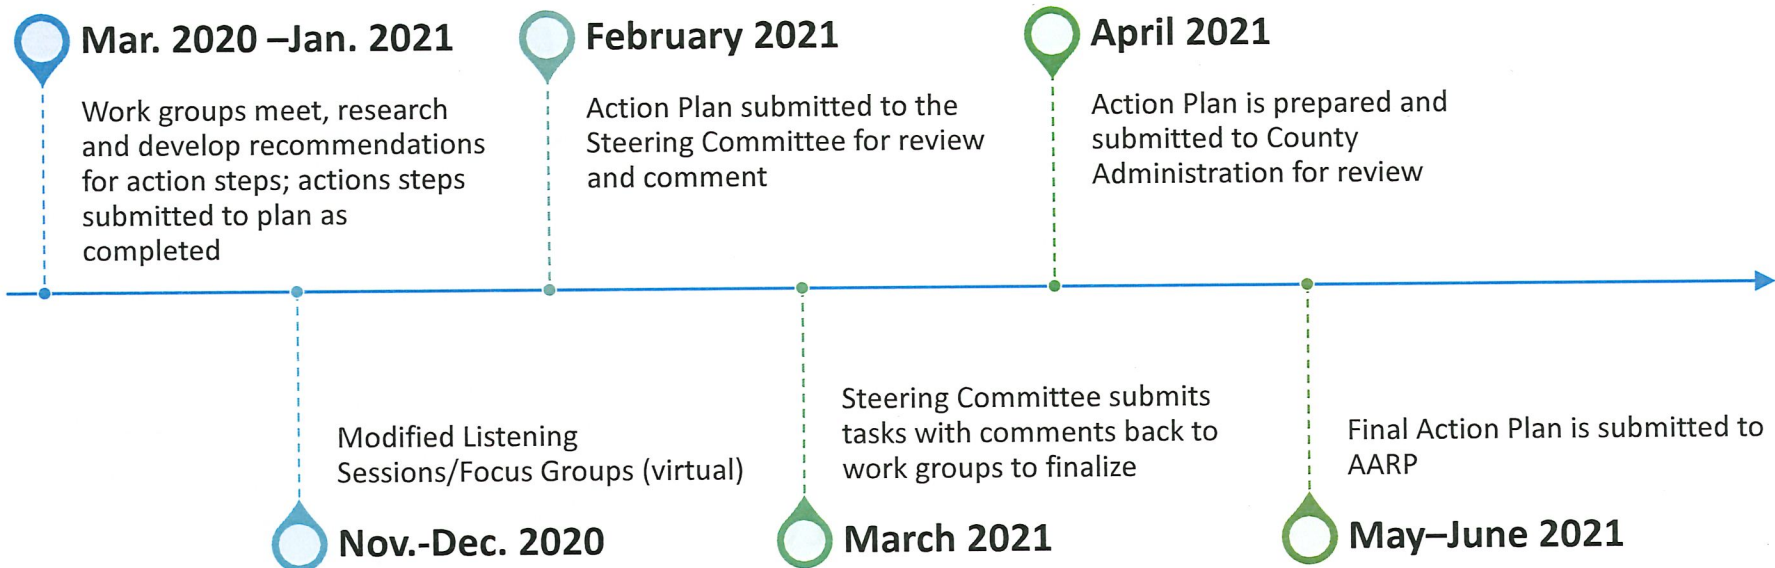 Mar. 2020 –Jan. 2021
Work groups meet, research
and develop recommendations
for action steps; actions steps
submitted to plan as
completed
Modified Listening
Sessions/Focus Groups (virtual)
Nov.-Dec. 2020
February 2021
Action Plan submitted to the
Steering Committee for review
and comment
Steering Committee submits
tasks with comments back to
work groups to finalize
March 2021
April 2021
Action Plan is prepared and
submitted to County
Administration for review
Final Action Plan is submitted to
AARP
May–June 2021